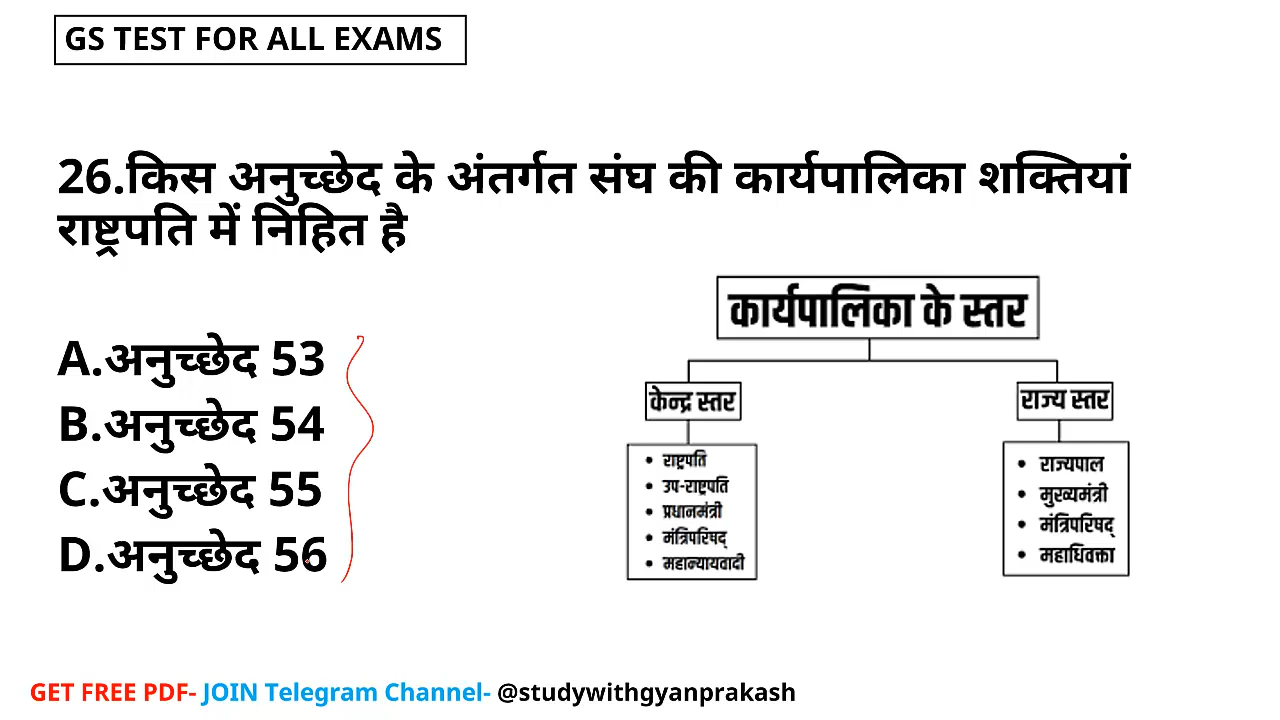 GS TEST FOR ALL EXAMS
26.किस अनुच्छेद के अंतर्गत संघ की कार्यपालिका शक्तियां
राष्ट्रपति में निहित है
A.अनुच्छेद 53
B.अनुच्छेद 54
C.अनुच्छेद 55
D.अनुच्छेद 56
कार्यपालिका के स्तर
केन्द्र स्तर
• राष्ट्रपति
• उप-राष्ट्रपति
• प्रधानमंत्री
• मंत्रिपरिषद्
• महान्यायवादी
राज्य स्तर
• राज्यपाल
• मुख्यमंत्री
• मंत्रिपरिषद्
• महाधिवक्ता
GET FREE PDF- JOIN Telegram Channel- @studywithgyanprakash